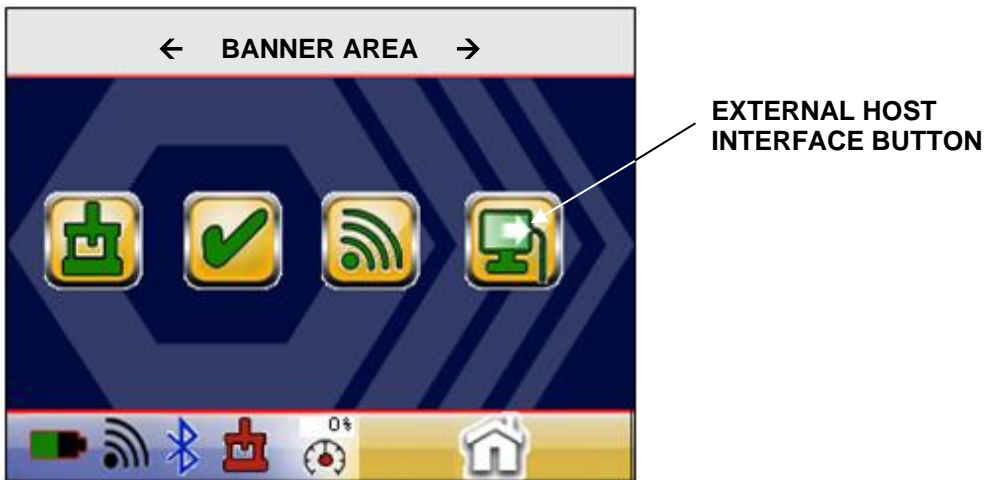 ← BANNER AREA →
EXTERNAL HOST
INTERFACE BUTTON
0%